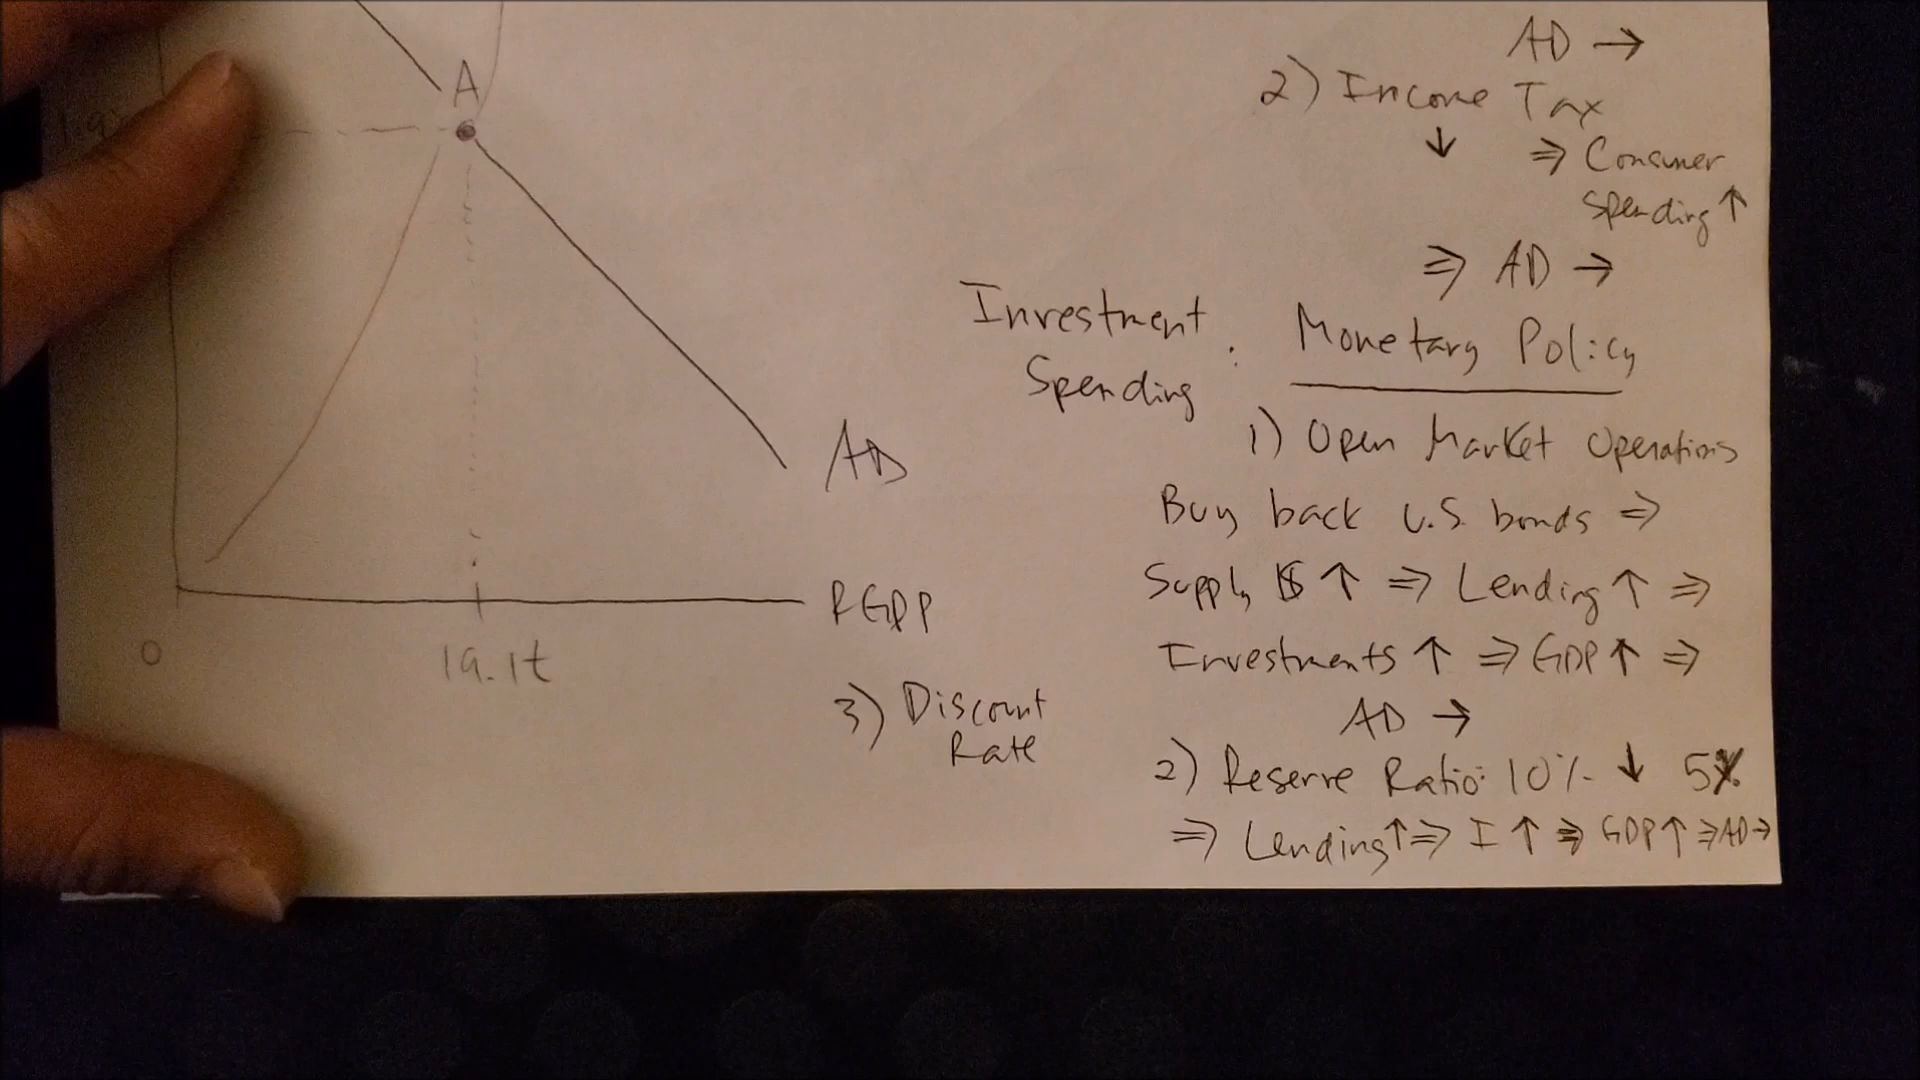 A
AD
RGDP
0
19.1t
3) Discount
Rate
AD →
2) Income Tax
↓ ⇒ Consumer
Spending ↑
⇒ AD →
Investment
Spending : Monetary Policy
1) Open Market Operations
Buy back U.S. bonds ⇒
Supply $ ↑ ⇒ Lending ↑ ⇒
Investments ↑ ⇒ GDP ↑ ⇒
AD →
2) Reserve Ratio: 10% ↓ 5%
⇒ Lending ↑ ⇒ I ↑ ⇒ GDP ↑ ⇒ AD →